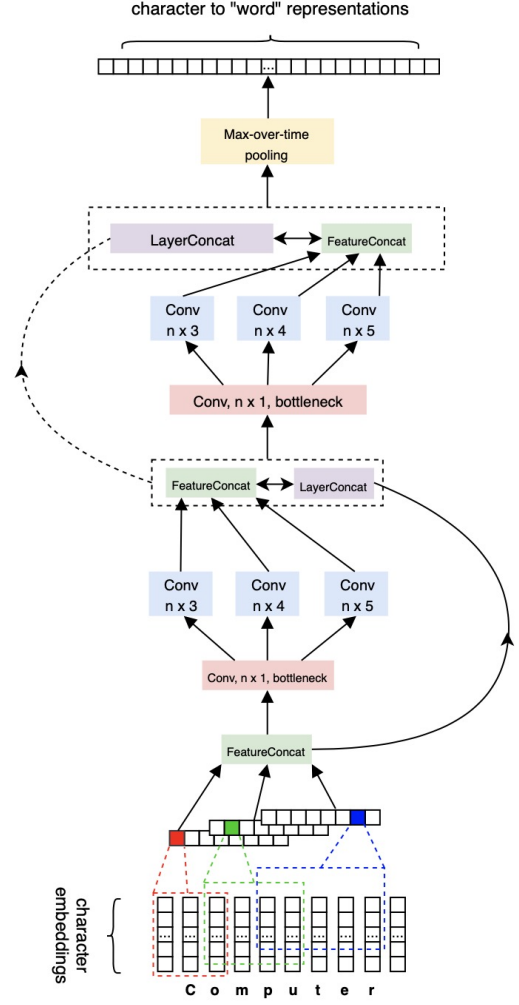 character to "word" representations
...
Max-over-time
pooling
LayerConcat
FeatureConcat
Conv
n x 3
Conv
n x 4
Conv
n x 5
Conv, n x 1, bottleneck
FeatureConcat
LayerConcat
Conv
n x 3
Conv
n x 4
Conv
n x 5
Conv, n x 1, bottleneck
FeatureConcat
character
embeddings
... ... ... ... ... ... ... ... ... ...
C o m p u t e r